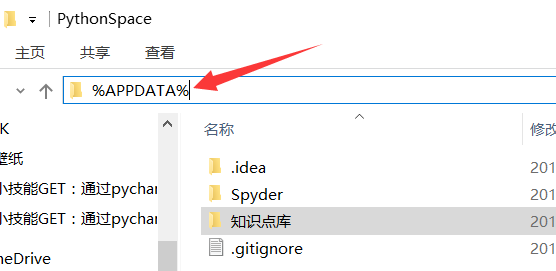 PythonSpace
主页 共享 查看
%APPDATA%
名称 修改
K
壁纸
小技能GET：通过pychar
小技能GET：通过pychar
neDrive
.idea 201
Spyder 201
知识点库 201
.gitignore 201